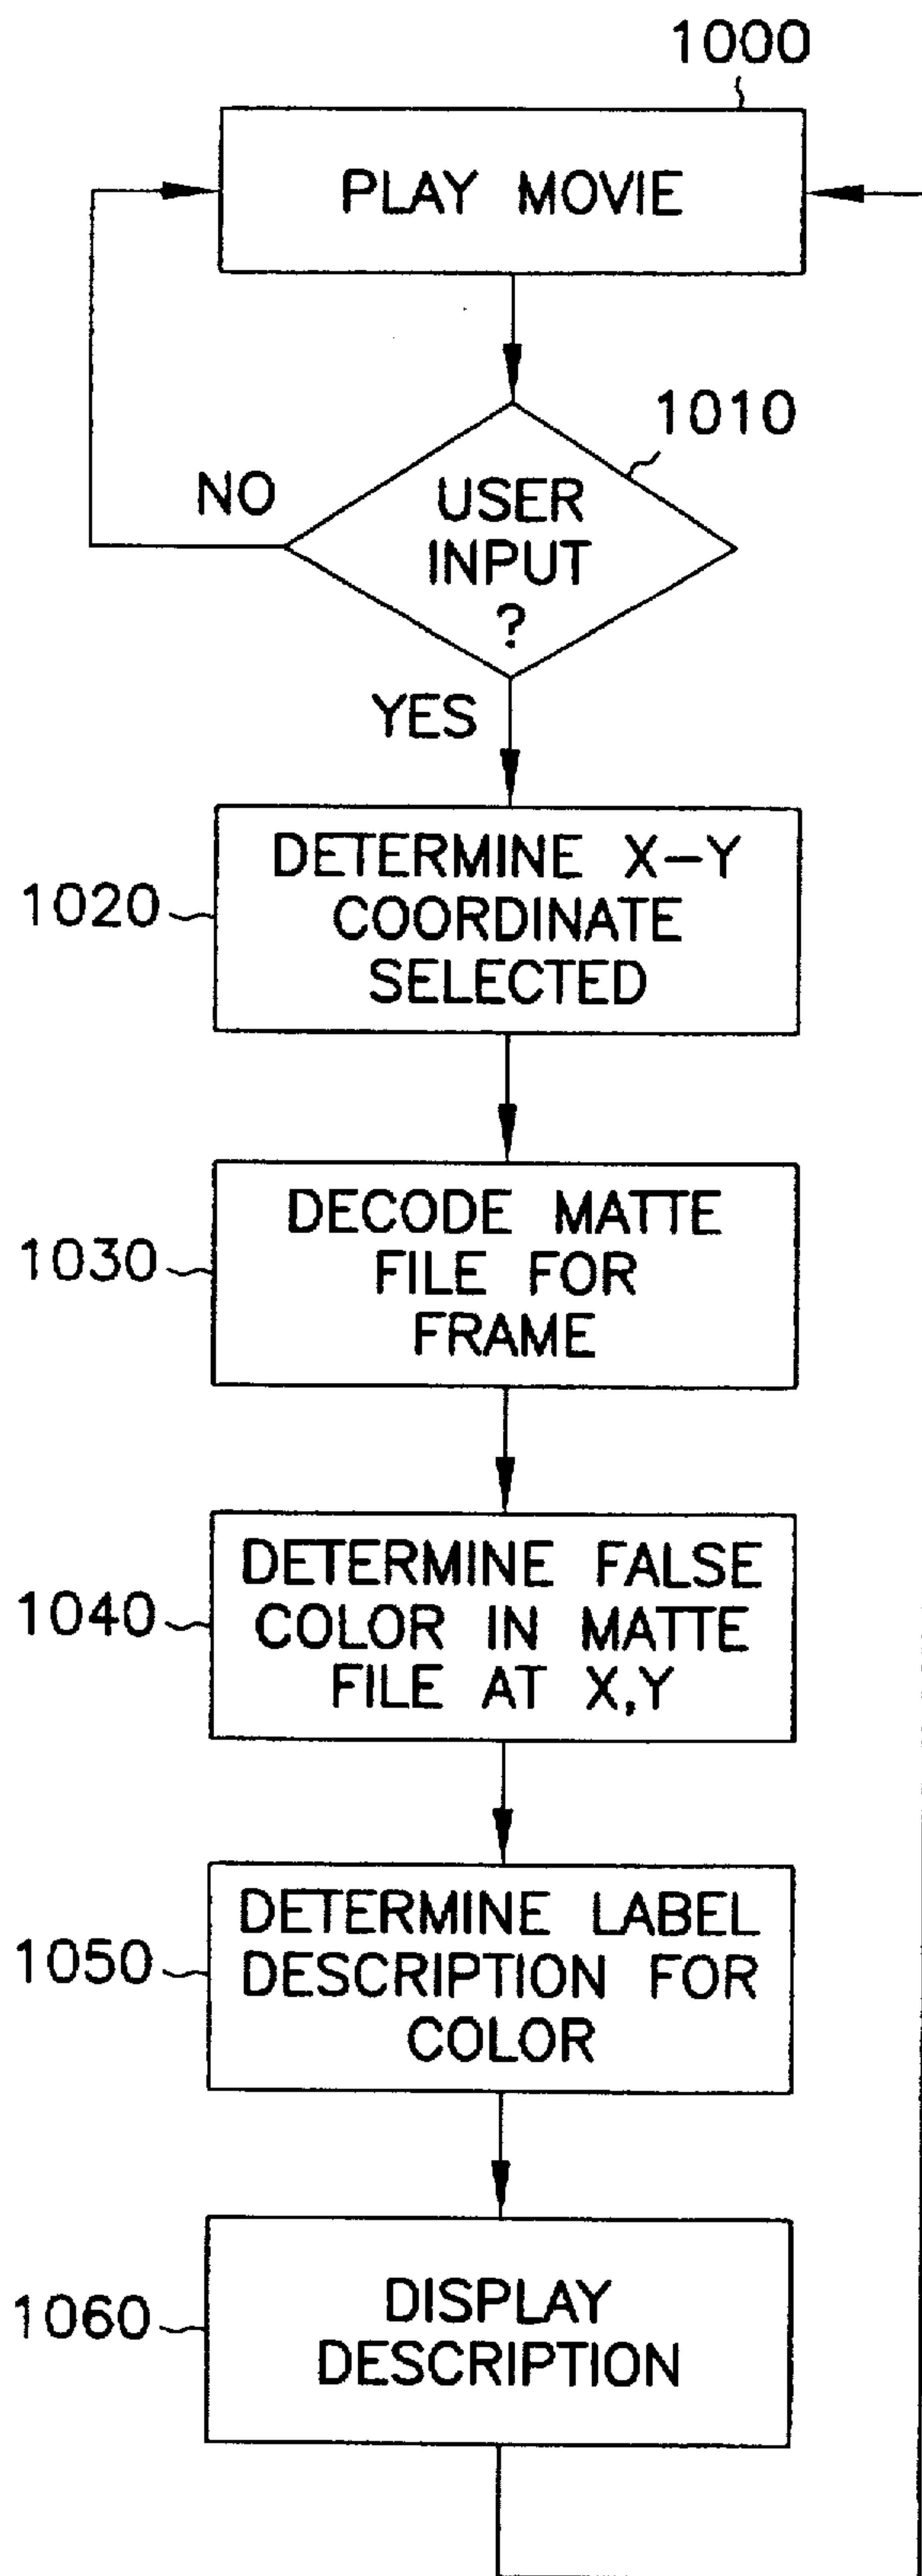 1000
PLAY MOVIE
1010
NO
USER
INPUT
?
YES
1020
DETERMINE X-Y
COORDINATE
SELECTED
1030
DECODE MATTE
FILE FOR
FRAME
1040
DETERMINE FALSE
COLOR IN MATTE
FILE AT X,Y
1050
DETERMINE LABEL
DESCRIPTION FOR
COLOR
1060
DISPLAY
DESCRIPTION